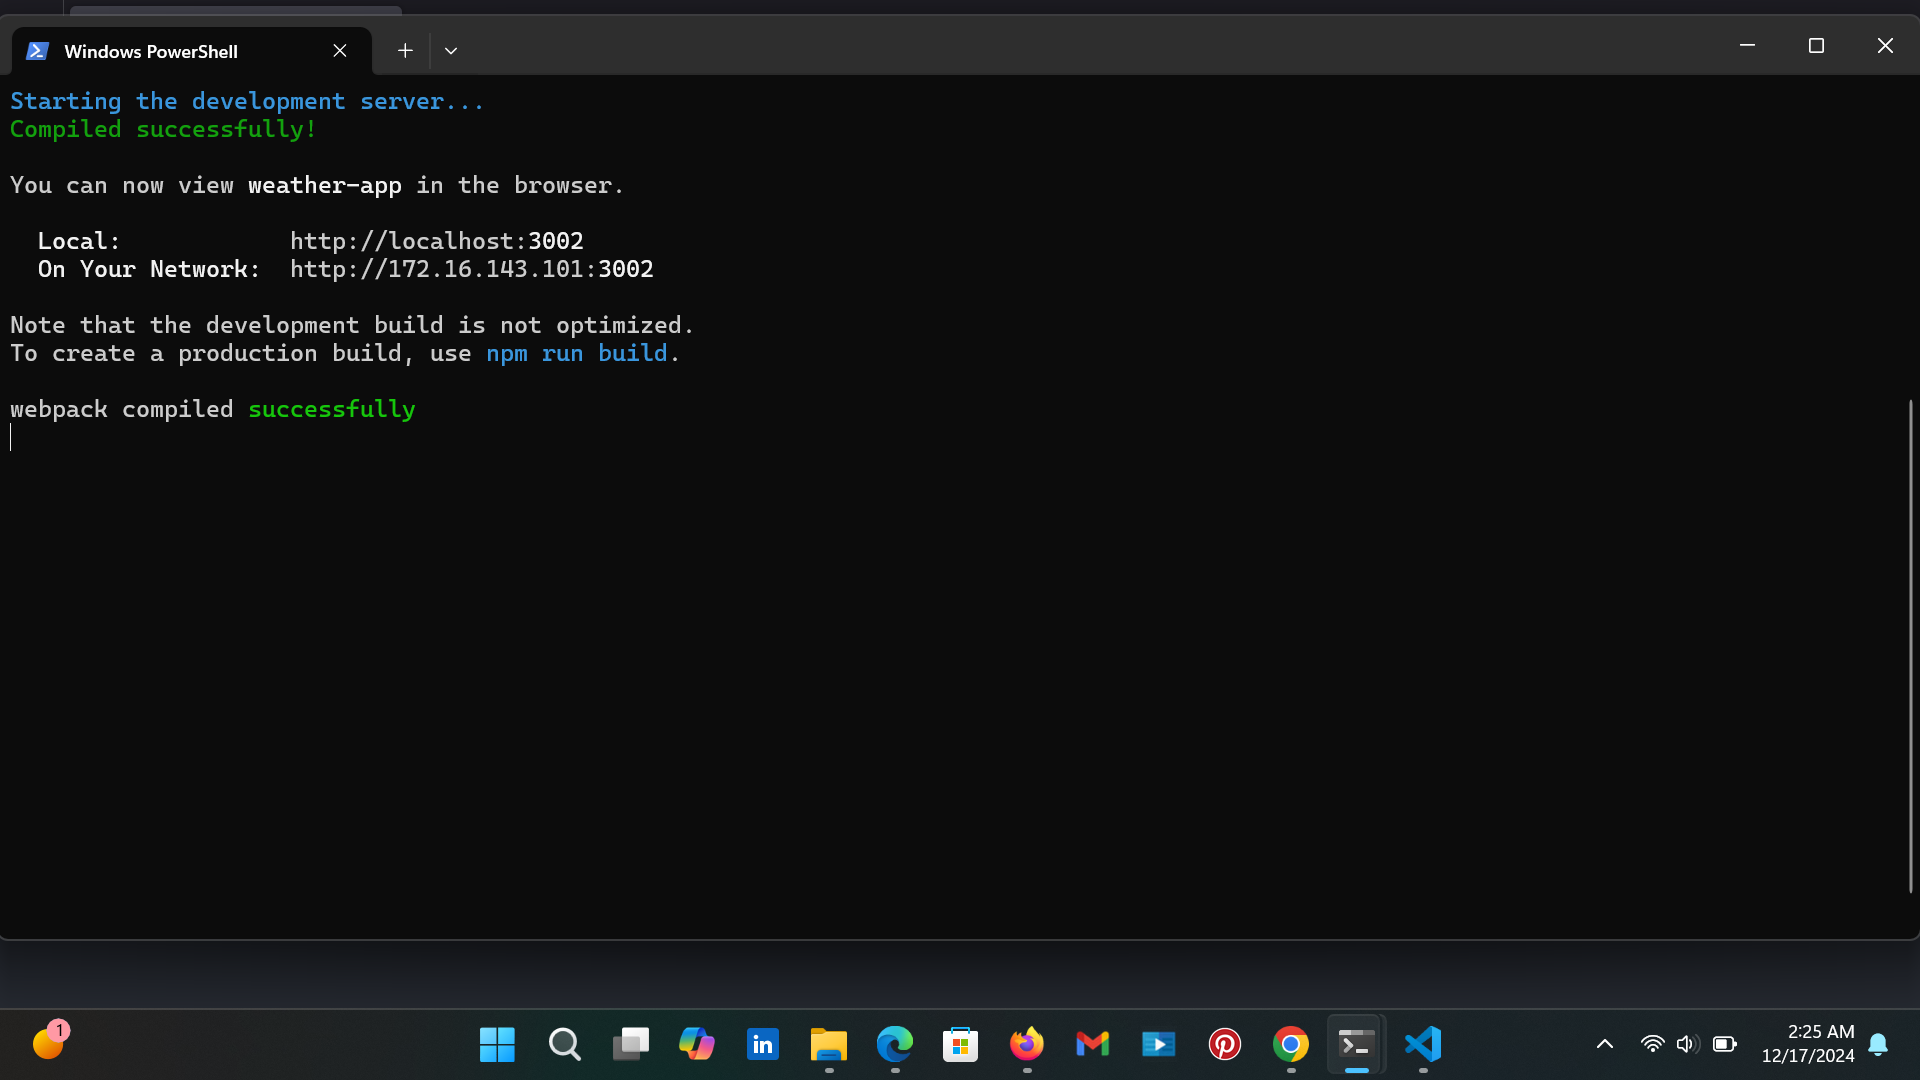 Windows PowerShell
Starting the development server...
Compiled successfully!
You can now view weather-app in the browser.
Local: http://localhost:3002
On Your Network: http://172.16.143.101:3002
Note that the development build is not optimized.
To create a production build, use npm run build.
webpack compiled successfully
1
in
2:25 AM
12/17/2024